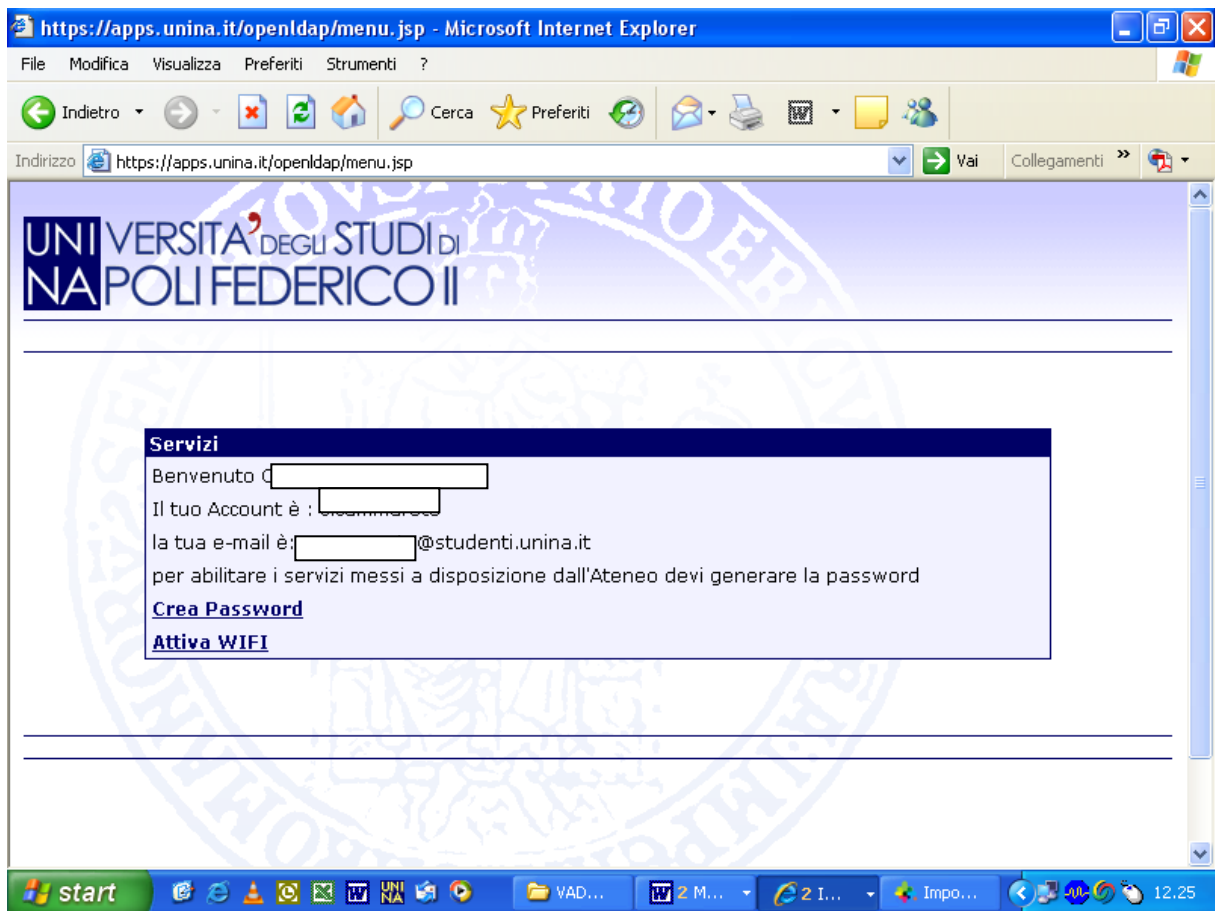 https://apps.unina.it/openldap/menu.jsp - Microsoft Internet Explorer
File Modifica Visualizza Preferiti Strumenti ?
Indietro Cerca Preferiti
Indirizzo https://apps.unina.it/openldap/menu.jsp Vai Collegamenti »
UNIVERSITA' DEGLI STUDI DI
NAPOLI FEDERICO II
Servizi
Benvenuto
Il tuo Account è :
la tua e-mail è: @studenti.unina.it
per abilitare i servizi messi a disposizione dall'Ateneo devi generare la password
Crea Password
Attiva WIFI
start UNI NA VAD... 2 M... 2 I... Impo... 12.25